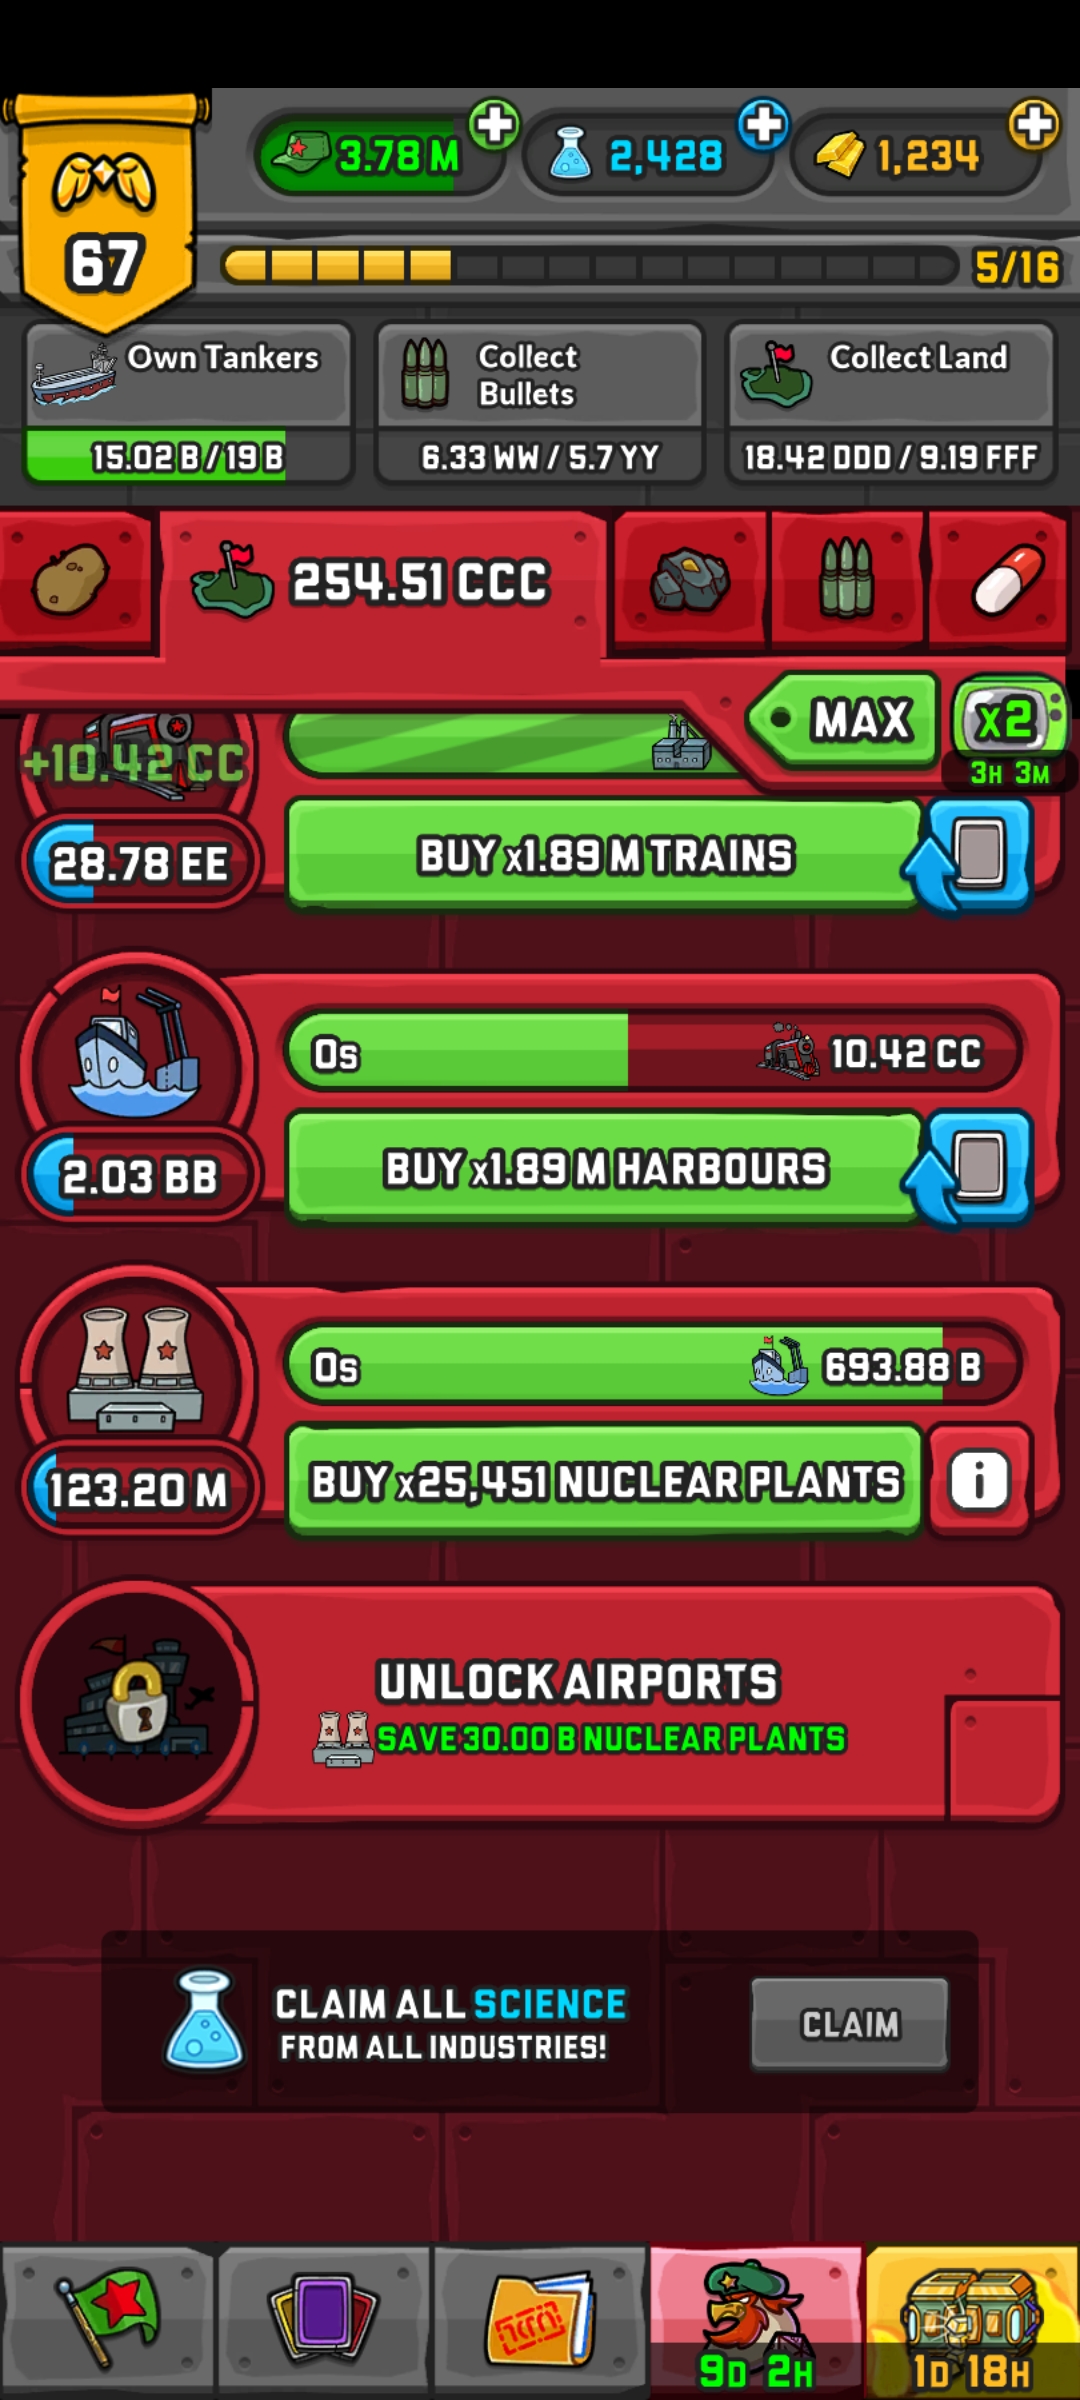 3.78 M
2,428
1,234
67
5/16
Own Tankers
15.02 B / 19 B
Collect
Bullets
6.33 WW / 5.7 YY
Collect Land
18.42 DDD / 9.19 FFF
254.51 CCC
MAX
x2
3H 3M
+10.42 CC
28.78 EE
BUY x1.89 M TRAINS
0s
10.42 CC
2.03 BB
BUY x1.89 M HARBOURS
0s
693.88 B
123.20 M
BUY x25,451 NUCLEAR PLANTS
i
UNLOCK AIRPORTS
SAVE 30.00 B NUCLEAR PLANTS
CLAIM ALL SCIENCE
FROM ALL INDUSTRIES!
CLAIM
9D 2H
1D 18H